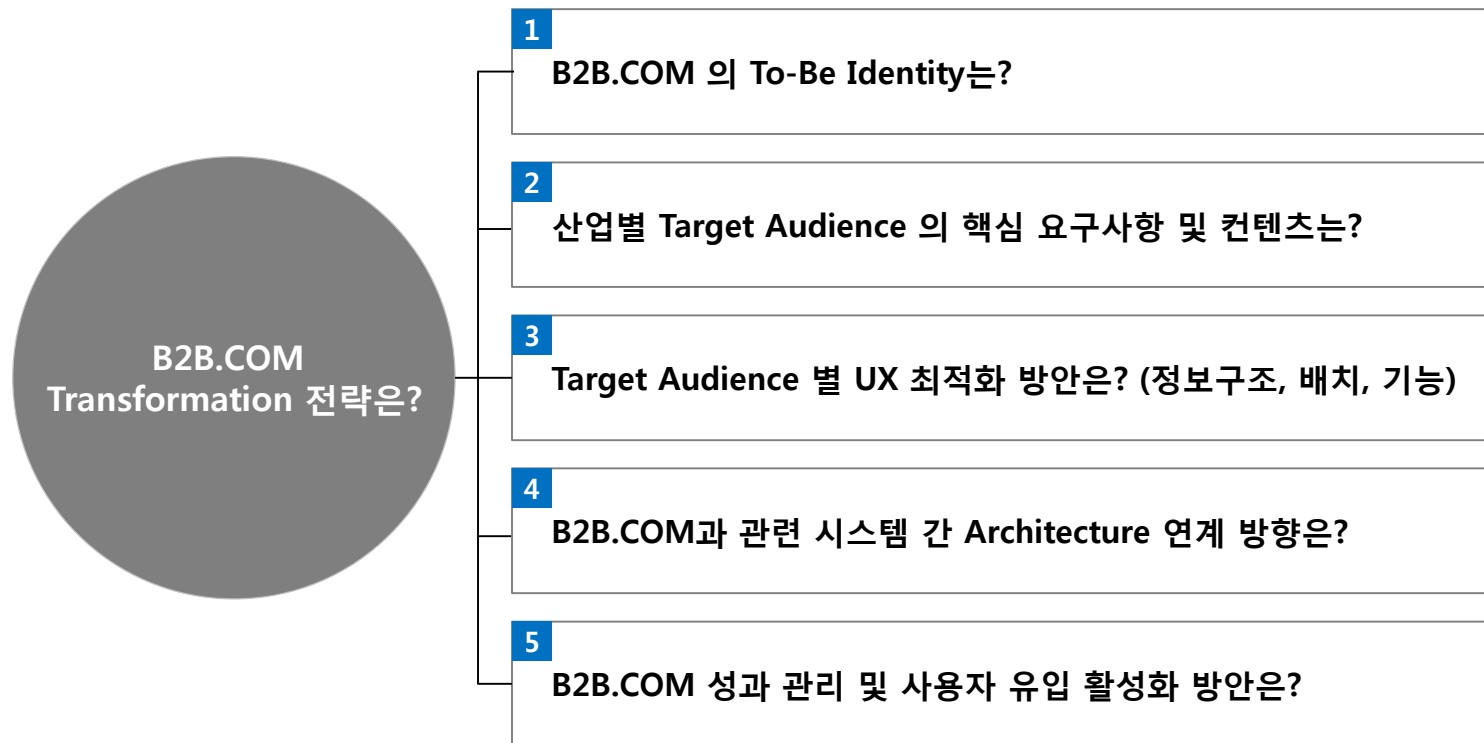 B2B.COM
Transformation 전략은?
1
B2B.COM 의 To-Be Identity는?
2
산업별 Target Audience 의 핵심 요구사항 및 컨텐츠는?
3
Target Audience 별 UX 최적화 방안은? (정보구조, 배치, 기능)
4
B2B.COM과 관련 시스템 간 Architecture 연계 방향은?
5
B2B.COM 성과 관리 및 사용자 유입 활성화 방안은?